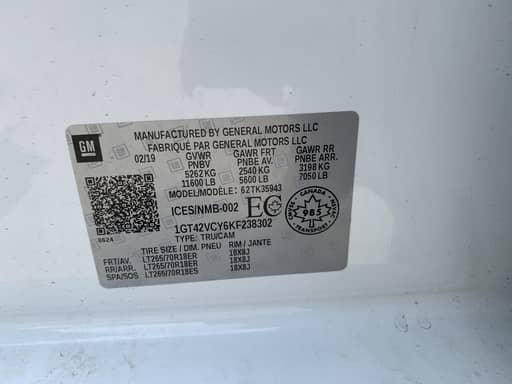 GM
MANUFACTURED BY GENERAL MOTORS LLC
FABRIQUÉ PAR GENERAL MOTORS LLC
02/19 GVWR GAWR FRT GAWR RR
PNBV PNBE AV. PNBE ARR.
5262 KG 2540 KG 3198 KG
11600 LB 5600 LB 7050 LB
MODEL/MODÈLE: 62TK35943
ICES/NMB-002 EC
CANADA
985
1GT42VCY6KF238302
TYPE: TRU/CAM
6624
TIRE SIZE / DIM. PNEU RIM / JANTE
FRT/AV. LT265/70R18ER 18X8J
RR/ARR. LT265/70R18ER 18X8J
SPA/SOS LT265/70R18ES 18X8J